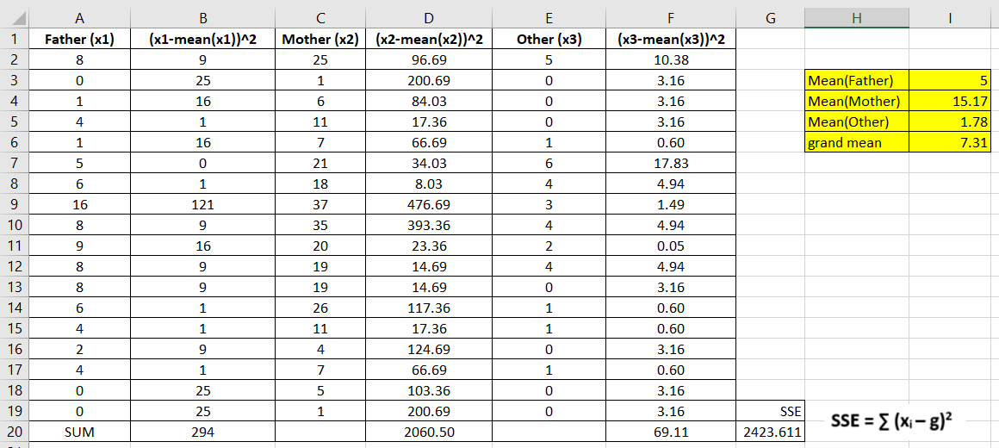 A B C D E F G H I
1 Father (x1) (x1-mean(x1))^2 Mother (x2) (x2-mean(x2))^2 Other (x3) (x3-mean(x3))^2
2 8 9 25 96.69 5 10.38
3 0 25 1 200.69 0 3.16 Mean(Father) 5
4 1 16 6 84.03 0 3.16 Mean(Mother) 15.17
5 4 1 11 17.36 0 3.16 Mean(Other) 1.78
6 1 16 7 66.69 1 0.60 grand mean 7.31
7 5 0 21 34.03 6 17.83
8 6 1 18 8.03 4 4.94
9 16 121 37 476.69 3 1.49
10 8 9 35 393.36 4 4.94
11 9 16 20 23.36 2 0.05
12 8 9 19 14.69 4 4.94
13 8 9 19 14.69 0 3.16
14 6 1 26 117.36 1 0.60
15 4 1 11 17.36 1 0.60
16 2 9 4 124.69 0 3.16
17 4 1 7 66.69 1 0.60
18 0 25 5 103.36 0 3.16
19 0 25 1 200.69 0 3.16 SSE
20 SUM 294 2060.50 69.11 2423.611
SSE = ∑ (xᵢ – g)²